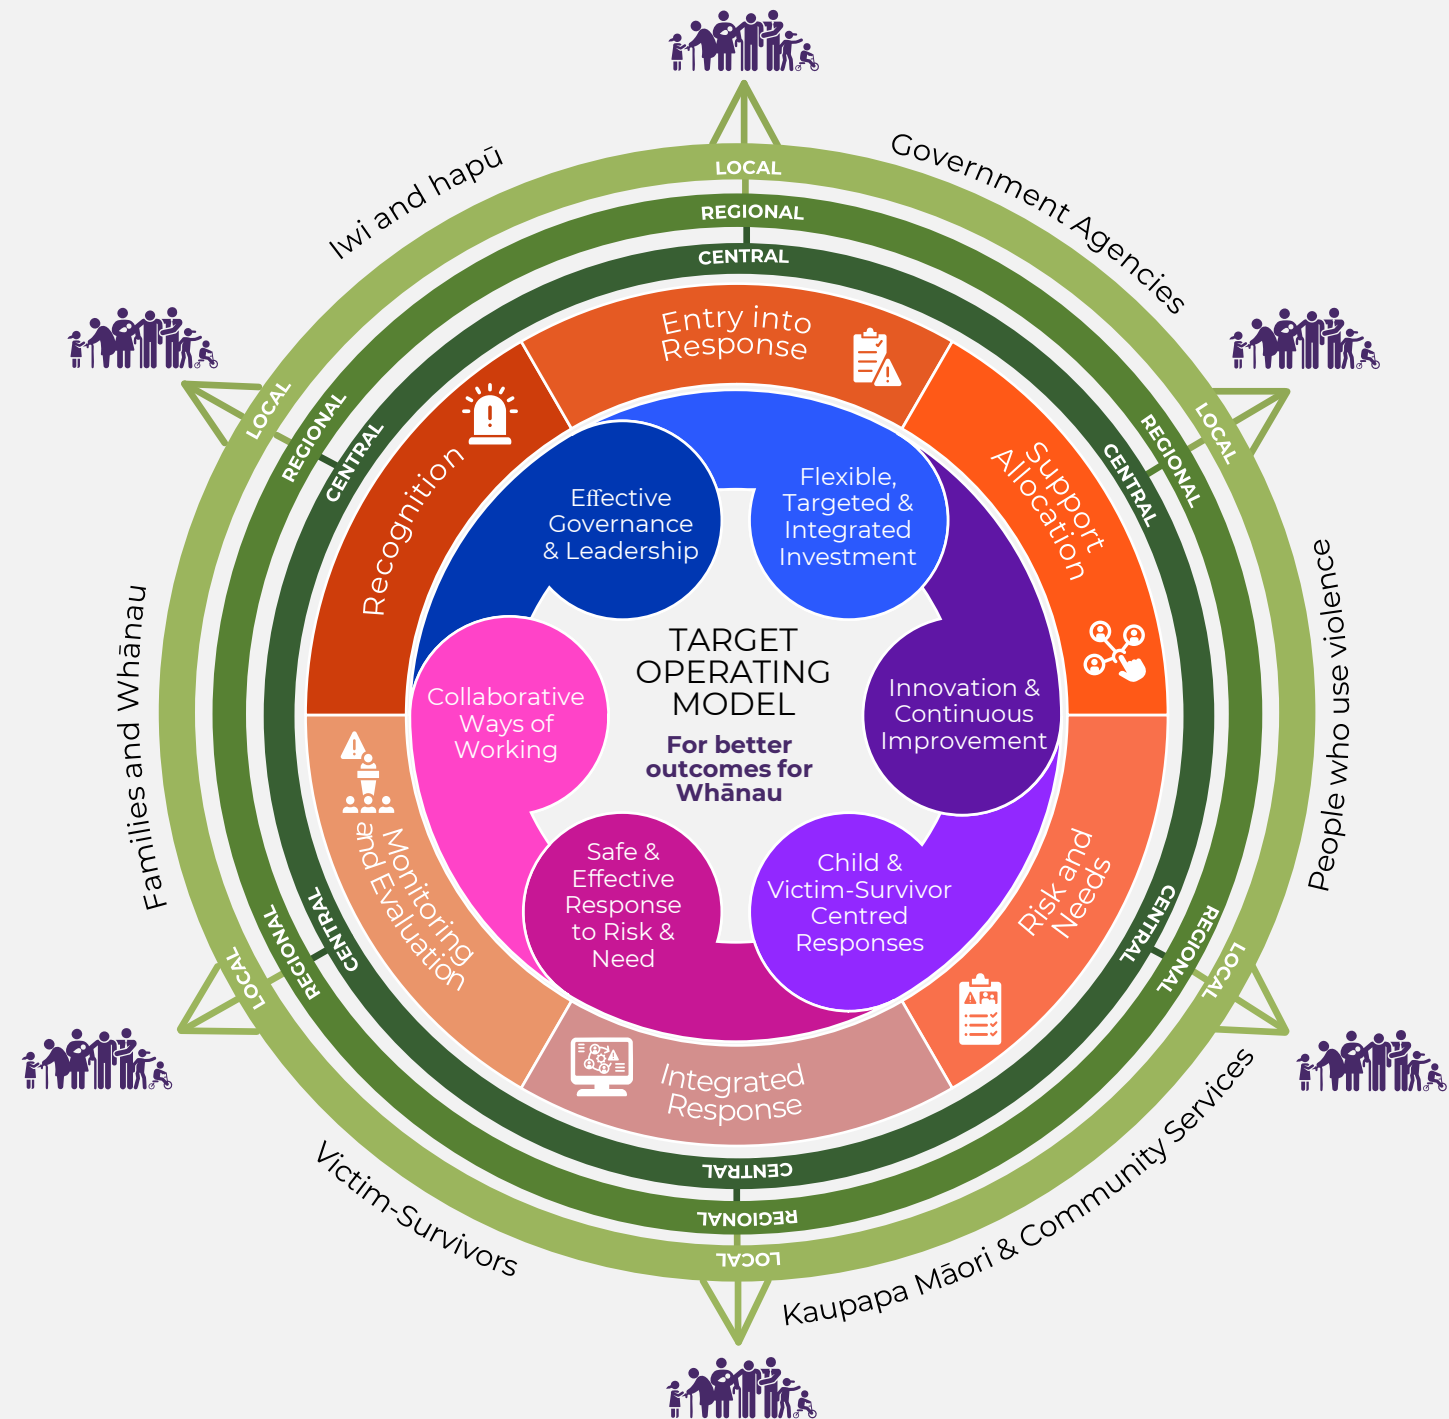 Iwi and hapū
Government Agencies
People who use violence
Kaupapa Māori & Community Services
Victim-Survivors
Families and Whānau
LOCAL
REGIONAL
CENTRAL
LOCAL
REGIONAL
CENTRAL
LOCAL
REGIONAL
CENTRAL
LOCAL
REGIONAL
CENTRAL
LOCAL
REGIONAL
CENTRAL
LOCAL
REGIONAL
CENTRAL
LOCAL
REGIONAL
Entry into
Response
Support
Allocation
Risk and
Needs
Integrated
Response
Monitoring
and Evaluation
Recognition
Effective
Governance
& Leadership
Flexible,
Targeted &
Integrated
Investment
Innovation &
Continuous
Improvement
Child &
Victim-Survivor
Centred
Responses
Safe &
Effective
Response
to Risk &
Need
Collaborative
Ways of
Working
TARGET
OPERATING
MODEL
For better
outcomes for
Whānau